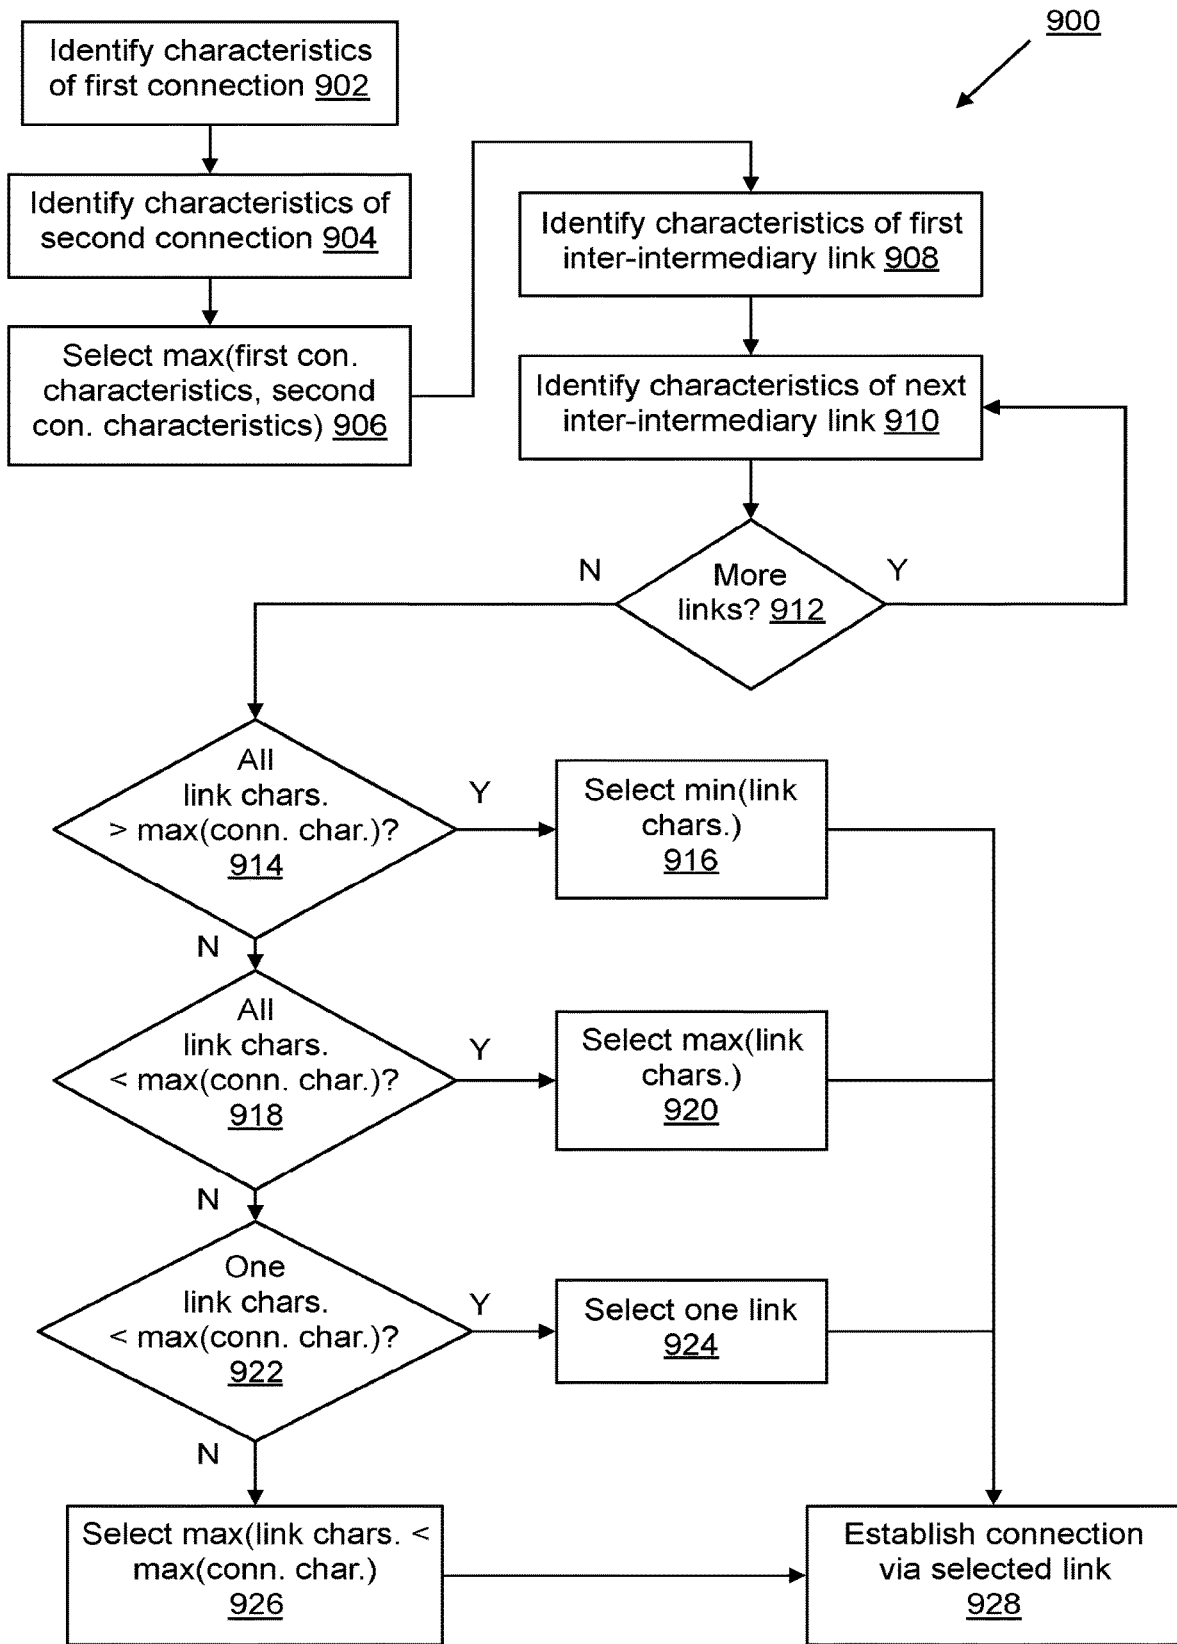 900
Identify characteristics
of first connection 902
Identify characteristics of
second connection 904
Select max(first con.
characteristics, second
con. characteristics) 906
Identify characteristics of first
inter-intermediary link 908
Identify characteristics of next
inter-intermediary link 910
N
More
links? 912
Y
All
link chars.
> max(conn. char.)?
914
Y
Select min(link
chars.)
916
N
All
link chars.
< max(conn. char.)?
918
Y
Select max(link
chars.)
920
N
One
link chars.
< max(conn. char.)?
922
Y
Select one link
924
N
Select max(link chars. <
max(conn. char.)
926
Establish connection
via selected link
928